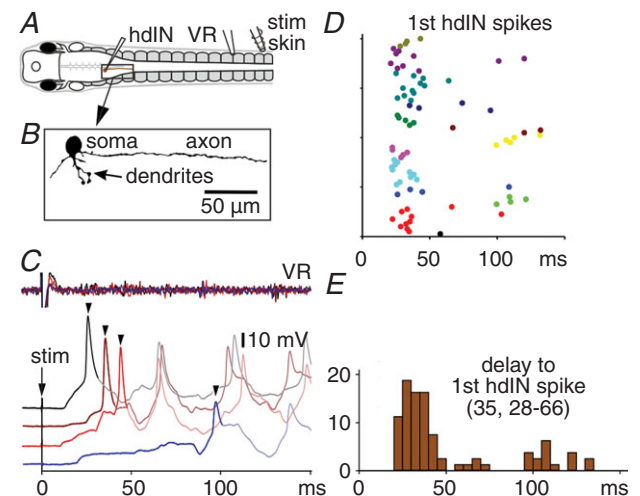 A
hdIN VR stim
skin
B
soma axon
dendrites
50 µm
C
VR
10 mV
stim
0 50 100 ms
D
1st hdIN spikes
0 50 100 ms
E
delay to
1st hdIN spike
(35, 28-66)
20
10
0
0 50 100 ms